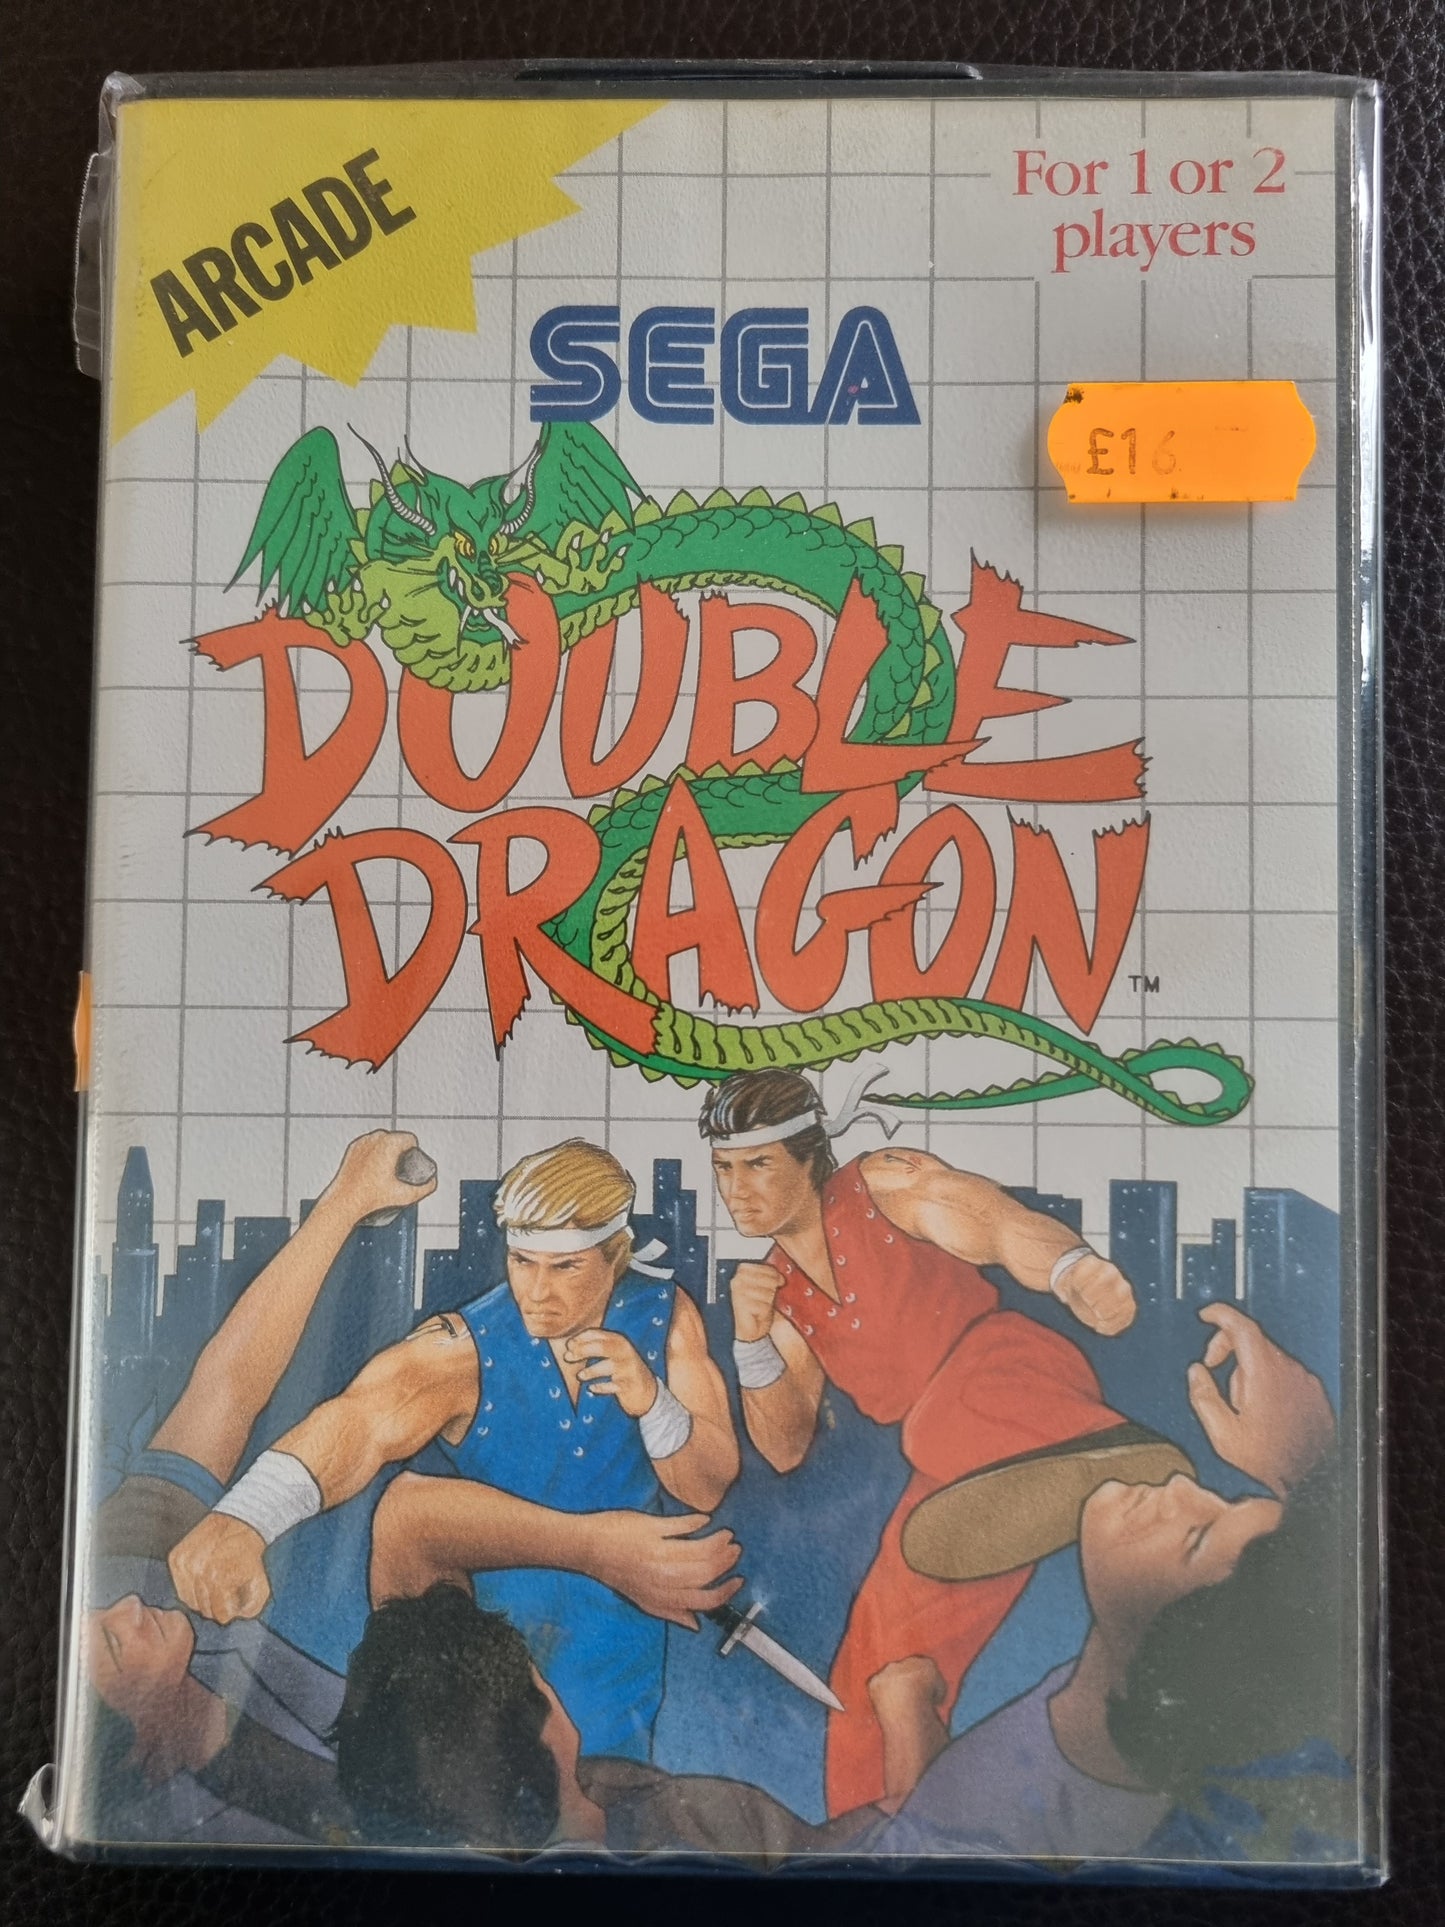 ARCADE
For 1 or 2
players
SEGA
£16
DOUBLE
DRAGON
TM